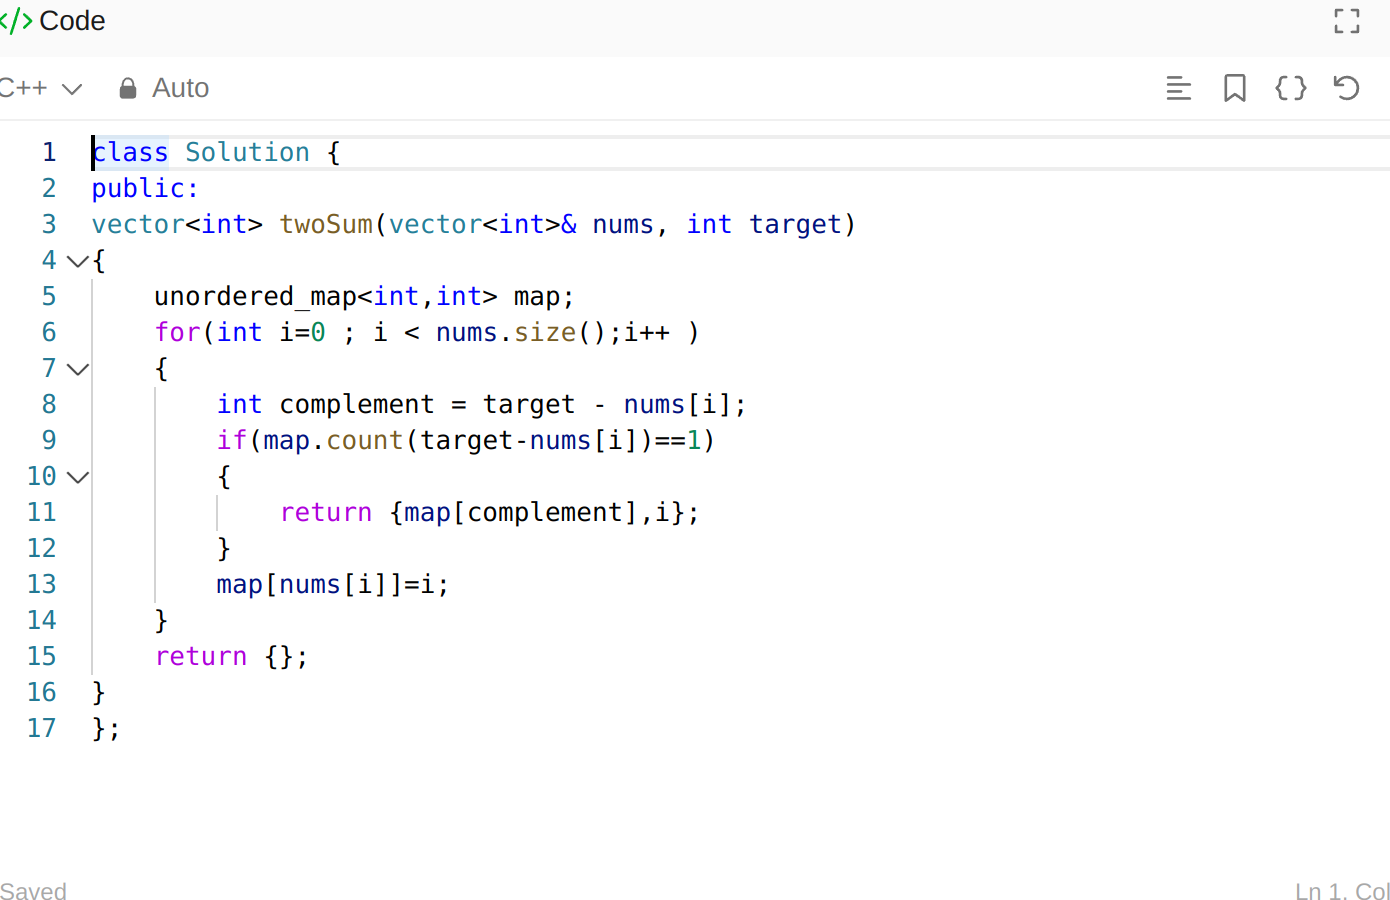 </> Code
C++ Auto
1 class Solution {
2 public:
3 vector<int> twoSum(vector<int>& nums, int target)
4 {
5     unordered_map<int,int> map;
6     for(int i=0 ; i < nums.size();i++ )
7     {
8         int complement = target - nums[i];
9         if(map.count(target-nums[i])==1)
10         {
11             return {map[complement],i};
12         }
13         map[nums[i]]=i;
14     }
15     return {};
16 }
17 };
Saved Ln 1, Col